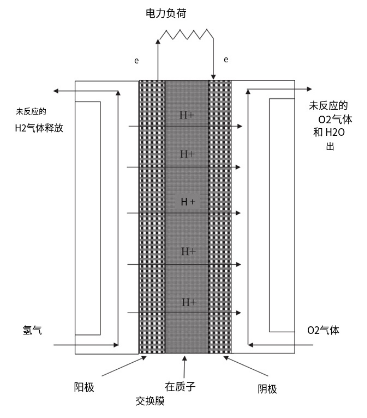 电力负荷
e
e
未反应的
H2气体释放
未反应的
O2气体
和 H2O
出
H+
H+
H+
H+
H+
氢气
O2气体
阳极
在质子
交换膜
阴极